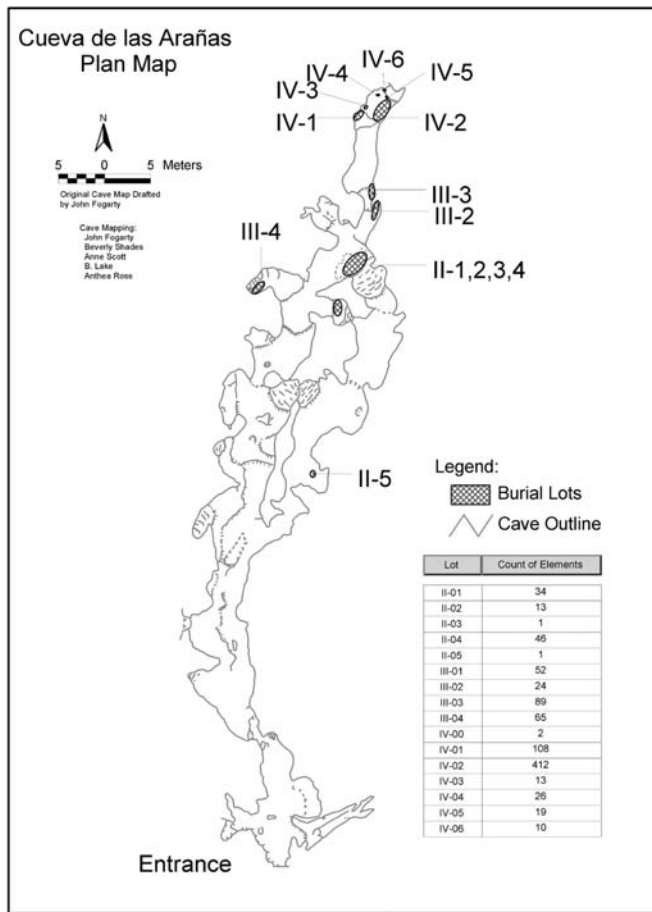 Cueva de las Arañas
Plan Map
N
5 0 5 Meters
Original Cave Map Drafted
by John Fogarty
Cave Mapping:
John Fogarty
Beverly Shades
Anne Scott
B. Lake
Anthea Ross
IV-6
IV-4
IV-5
IV-3
IV-1
IV-2
III-3
III-2
III-4
II-1,2,3,4
II-5
Legend:
Burial Lots
Cave Outline
Lot Count of Elements
II-01 34
II-02 13
II-03 1
II-04 46
II-05 1
III-01 52
III-02 24
III-03 89
III-04 65
IV-00 2
IV-01 108
IV-02 412
IV-03 13
IV-04 26
IV-05 19
IV-06 10
Entrance